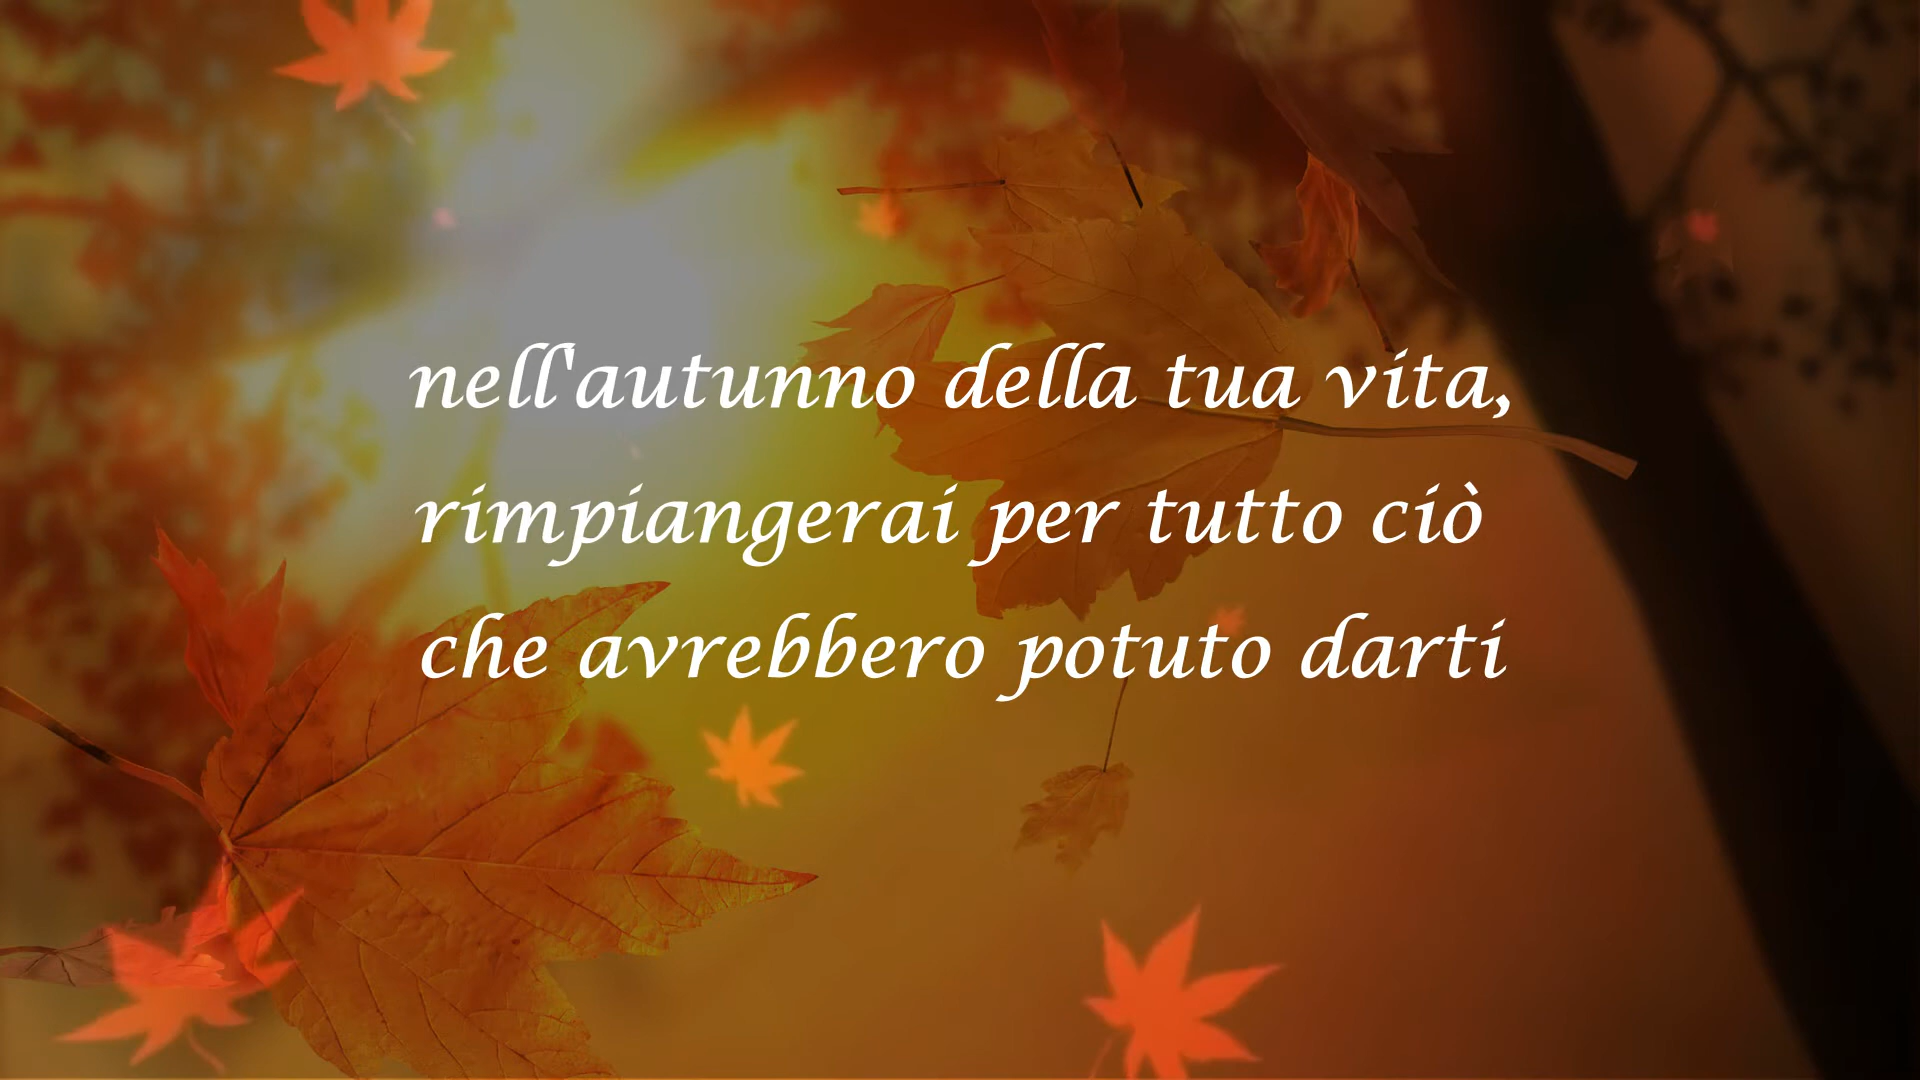 nell'autunno della tua vita,
rimpiangerai per tutto ciò
che avrebbero potuto darti